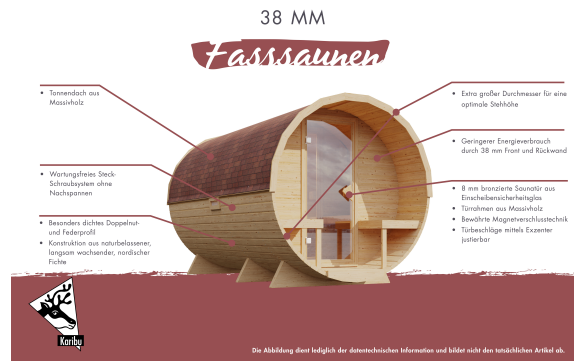 38 MM
Fasssaunen
• Tonnendach aus
Massivholz
• Wartungsfreies Steck-
Schraubsystem ohne
Nachspannen
• Besonders dichtes Doppelnut-
und Federprofil
• Konstruktion aus naturbelassener,
langsam wachsender, nordischer
Fichte
• Extra großer Durchmesser für eine
optimale Stehhöhe
• Geringerer Energieverbrauch
durch 38 mm Front und Rückwand
• 8 mm bronzierte Saunatür aus
Einscheibensicherheitsglas
• Türrahmen aus Massivholz
• Bewährte Magnetverschlusstechnik
• Türbeschläge mittels Exzenter
justierbar
Karibu
Die Abbildung dient lediglich der datentechnischen Information und bildet nicht den tatsächlichen Artikel ab.